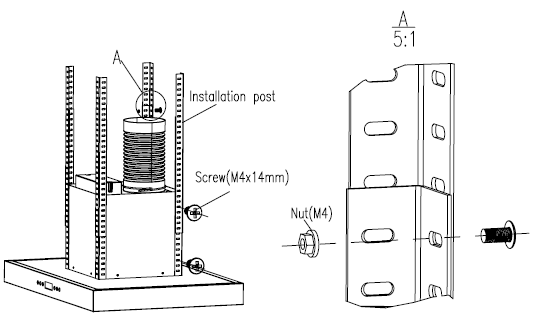 A
Installation post
Screw(M4x14mm)
A
5:1
Nut(M4)